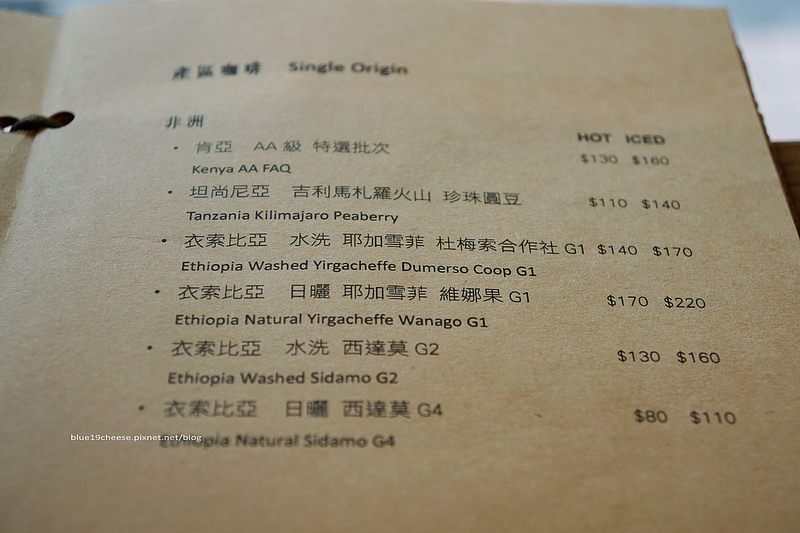 產區咖啡 Single Origin
非洲
HOT ICED
• 肯亞 AA 級 特選批次 $130 $160
Kenya AA FAQ
• 坦尚尼亞 吉利馬札羅火山 珍珠圓豆 $110 $140
Tanzania Kilimajaro Peaberry
• 衣索比亞 水洗 耶加雪菲 杜梅索合作社 G1 $140 $170
Ethiopia Washed Yirgacheffe Dumerso Coop G1
• 衣索比亞 日曬 耶加雪菲 維娜果 G1 $170 $220
Ethiopia Natural Yirgacheffe Wanago G1
• 衣索比亞 水洗 西達莫 G2 $130 $160
Ethiopia Washed Sidamo G2
• 衣索比亞 日曬 西達莫 G4 $80 $110
blue19cheese.pixnet.net/blog
Ethiopia Natural Sidamo G4